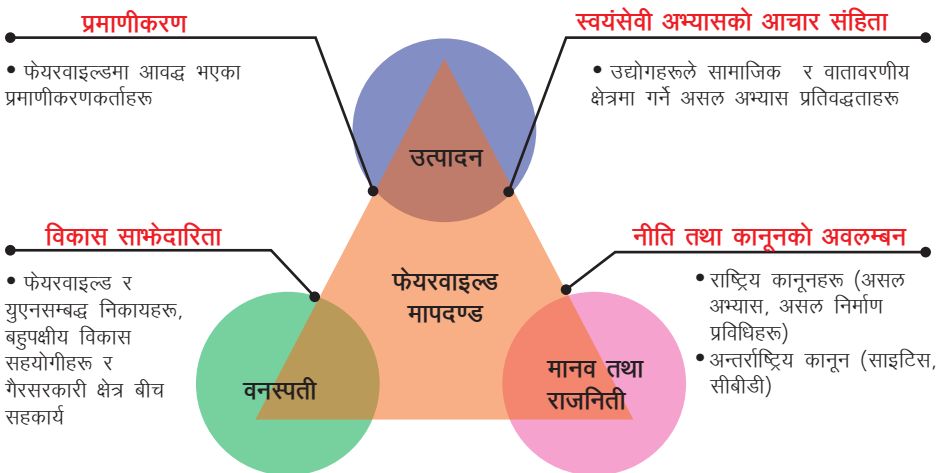 प्रमाणीकरण
• फेयरवाइल्डमा आवद्ध भएका
प्रमाणीकरणकर्ताहरू
स्वयंसेवी अभ्यासको आचार संहिता
• उद्योगहरूले सामाजिक र वातावरणीय
क्षेत्रमा गर्ने असल अभ्यास प्रतिवद्धताहरू
उत्पादन
विकास साझेदारिता
• फेयरवाइल्ड र
युएनसम्बद्ध निकायहरू,
बहुपक्षीय विकास
सहयोगीहरू र
गैरसरकारी क्षेत्र बीच
सहकार्य
फेयरवाइल्ड
मापदण्ड
नीति तथा कानूनको अवलम्बन
• राष्ट्रिय कानूनहरू (असल
अभ्यास, असल निर्माण
प्रविधिहरू)
• अन्तर्राष्ट्रिय कानून (साइटिस,
सीबीडी)
वनस्पती
मानव तथा
राजनिती